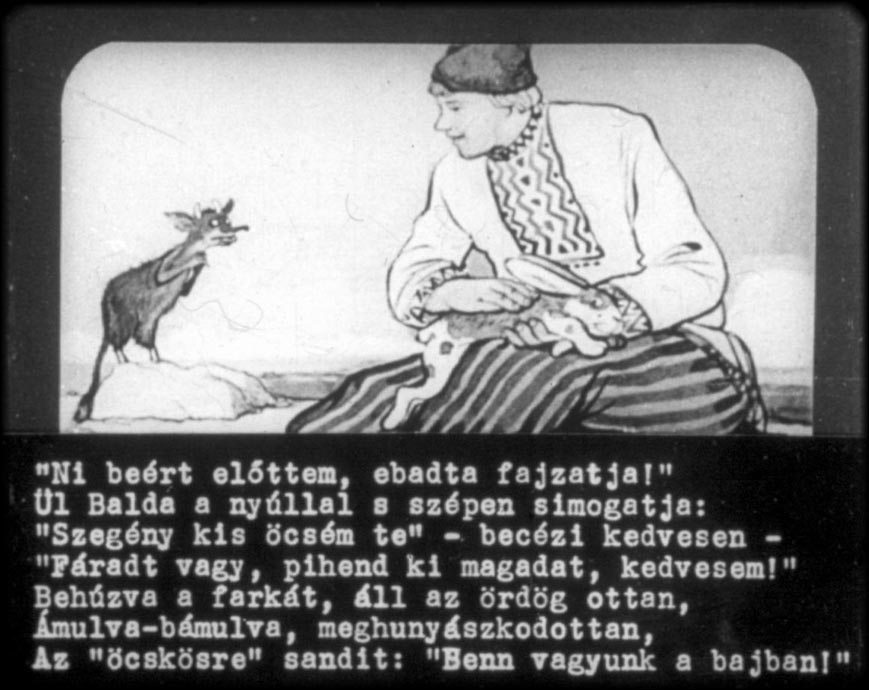 "Ni beért előttem, ebadta fajzatja!"
Ül Balda a nyúllal s szépen simogatja:
"Szegény kis öcsém te" - becézi kedvesen -
"Fáradt vagy, pihend ki magadat, kedvesem!"
Behúzva a farkát, áll az ördög ottan,
Ámulva-bámulva, meghunyászkodottan,
Az "öcskösre" sandit: "Benn vagyunk a bajban!"